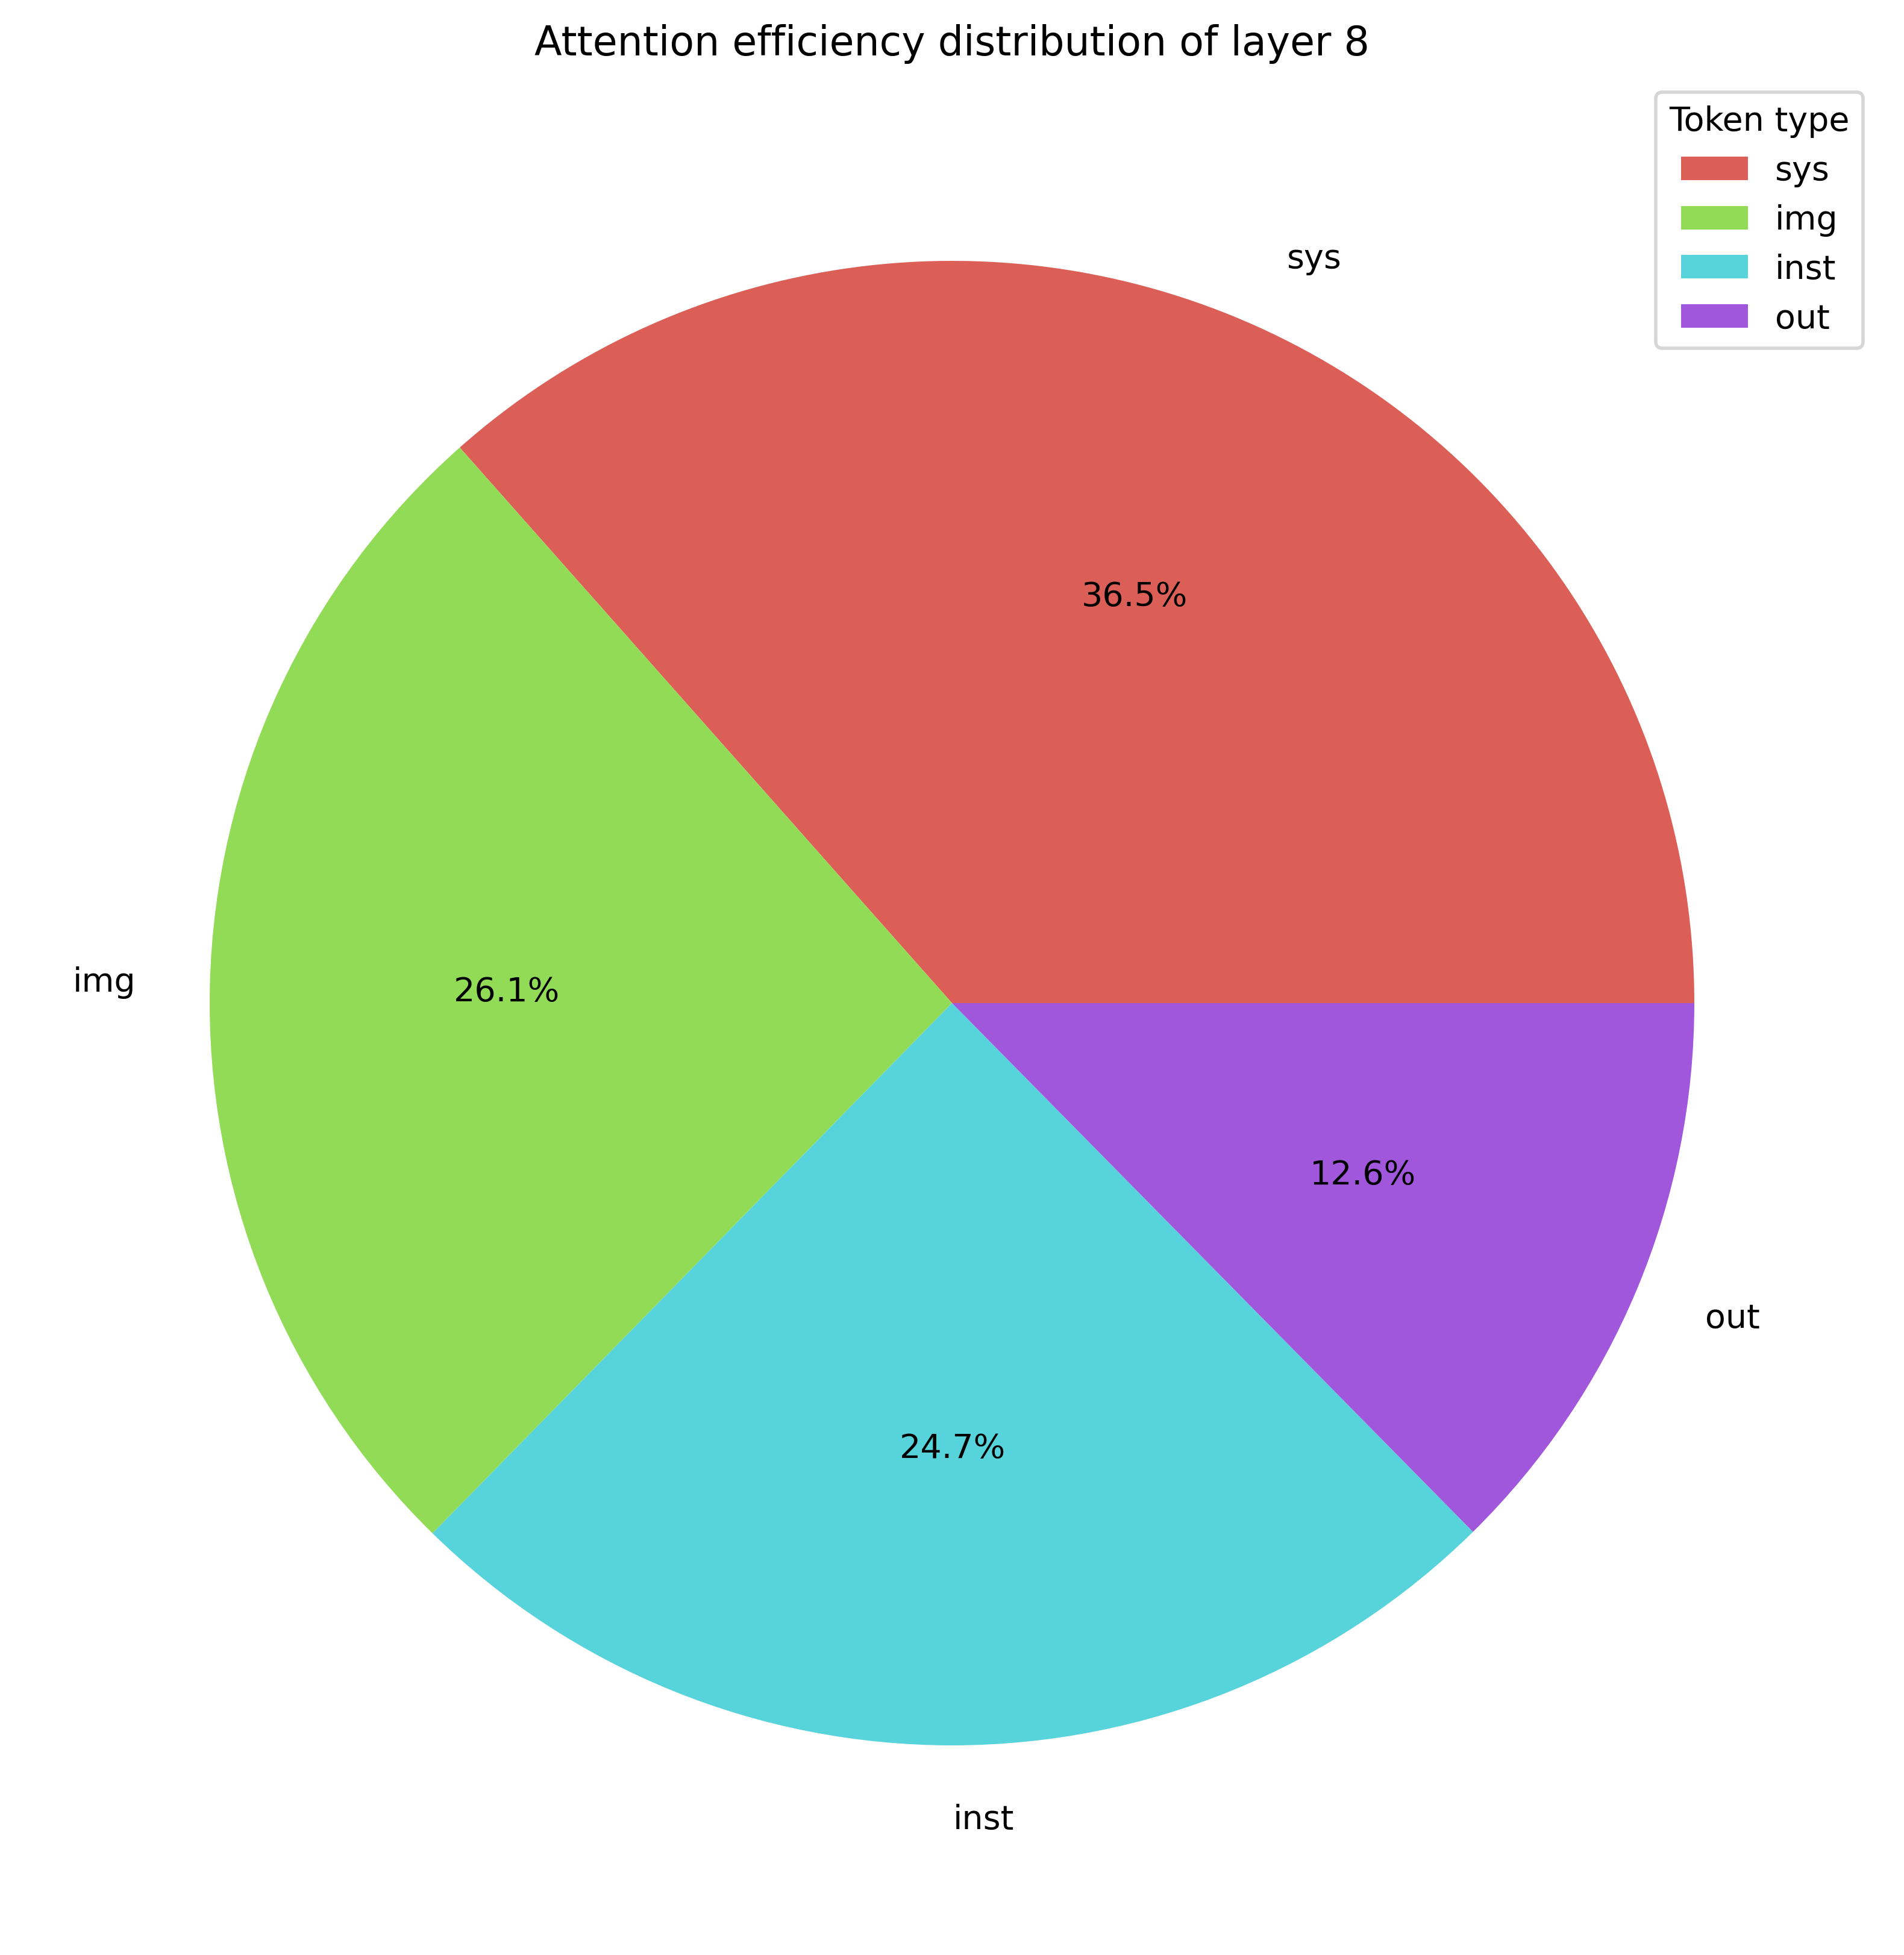 Attention efficiency distribution of layer 8
Token type
sys
img
inst
out
sys
36.5%
img
26.1%
12.6%
out
24.7%
inst